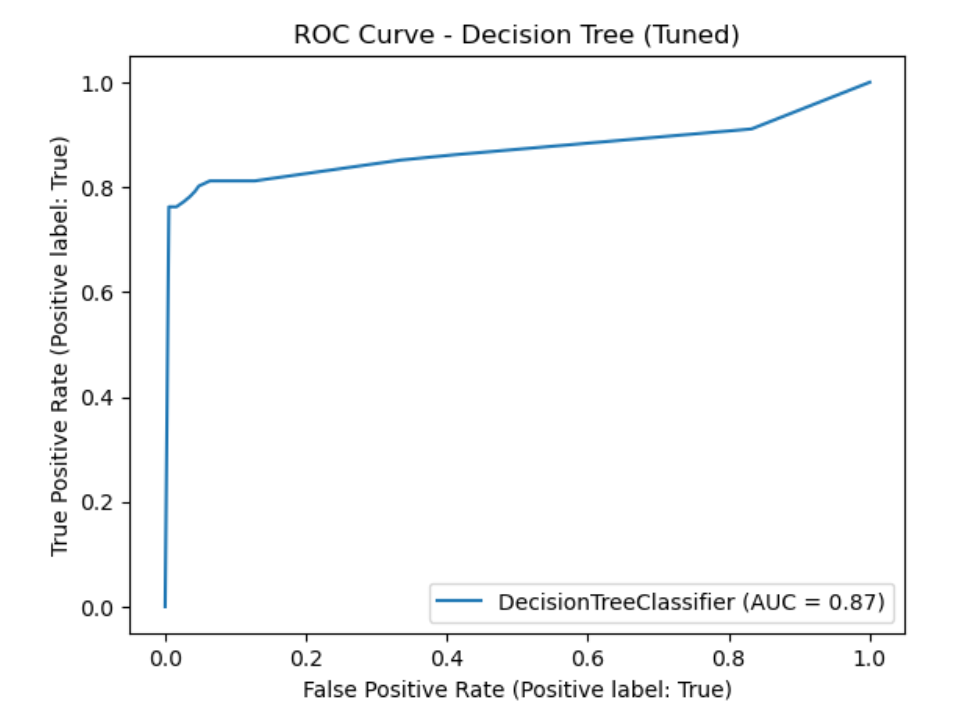 ROC Curve - Decision Tree (Tuned)
True Positive Rate (Positive label: True)
1.0
0.8
0.6
0.4
0.2
0.0
DecisionTreeClassifier (AUC = 0.87)
0.0 0.2 0.4 0.6 0.8 1.0
False Positive Rate (Positive label: True)